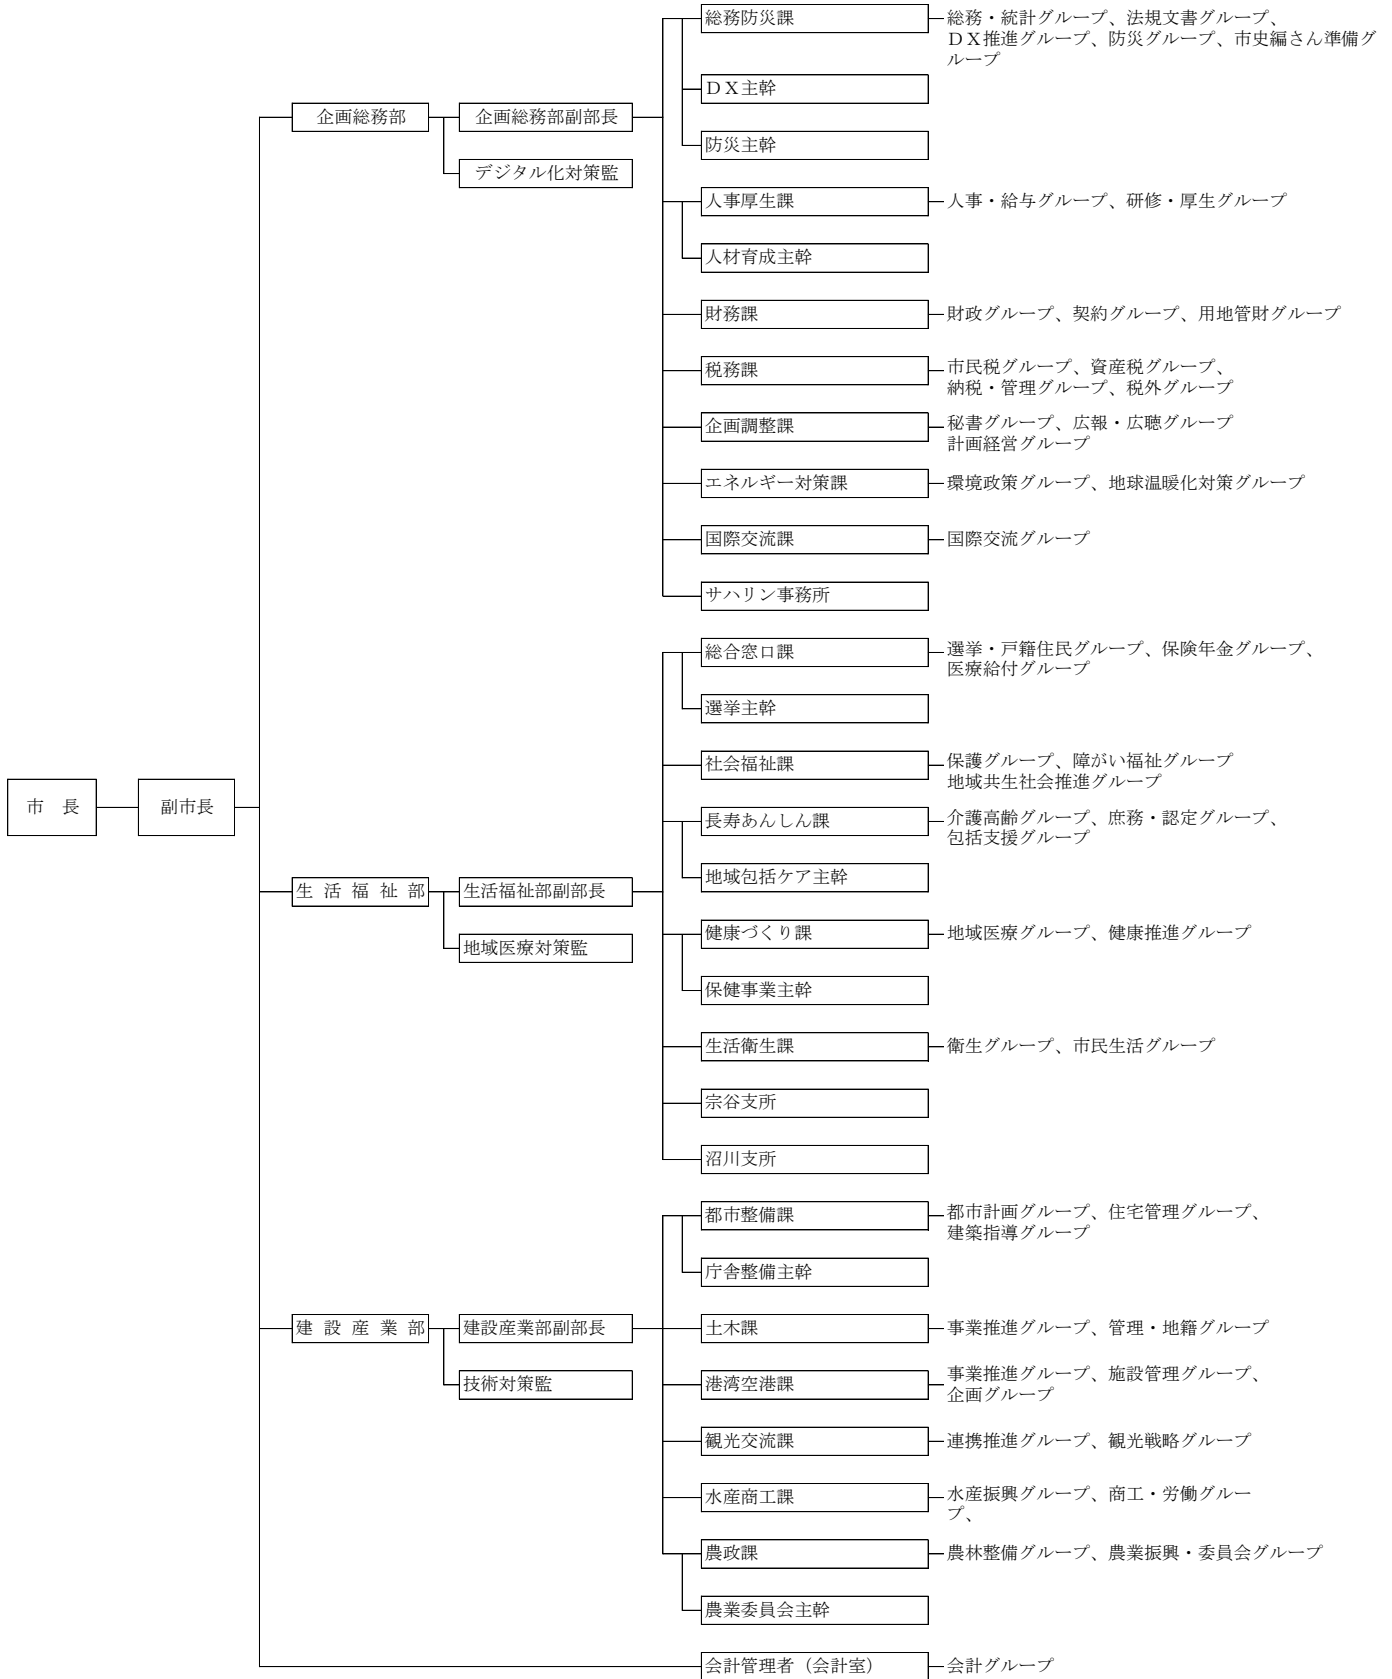 市　長
副市長
企画総務部
企画総務部副部長
デジタル化対策監
総務防災課
総務・統計グループ、法規文書グループ、
ＤＸ推進グループ、防災グループ、市史編さん準備グ
ループ
ＤＸ主幹
防災主幹
人事厚生課
人事・給与グループ、研修・厚生グループ
人材育成主幹
財務課
財政グループ、契約グループ、用地管財グループ
税務課
市民税グループ、資産税グループ、
納税・管理グループ、税外グループ
企画調整課
秘書グループ、広報・広聴グループ
計画経営グループ
エネルギー対策課
環境政策グループ、地球温暖化対策グループ
国際交流課
国際交流グループ
サハリン事務所
生 活 福 祉 部
生活福祉部副部長
地域医療対策監
総合窓口課
選挙・戸籍住民グループ、保険年金グループ、
医療給付グループ
選挙主幹
社会福祉課
保護グループ、障がい福祉グループ
地域共生社会推進グループ
長寿あんしん課
介護高齢グループ、庶務・認定グループ、
包括支援グループ
地域包括ケア主幹
健康づくり課
地域医療グループ、健康推進グループ
保健事業主幹
生活衛生課
衛生グループ、市民生活グループ
宗谷支所
沼川支所
建 設 産 業 部
建設産業部副部長
技術対策監
都市整備課
都市計画グループ、住宅管理グループ、
建築指導グループ
庁舎整備主幹
土木課
事業推進グループ、管理・地籍グループ
港湾空港課
事業推進グループ、施設管理グループ、
企画グループ
観光交流課
連携推進グループ、観光戦略グループ
水産商工課
水産振興グループ、商工・労働グルー
プ、
農政課
農林整備グループ、農業振興・委員会グループ
農業委員会主幹
会計管理者（会計室）
会計グループ